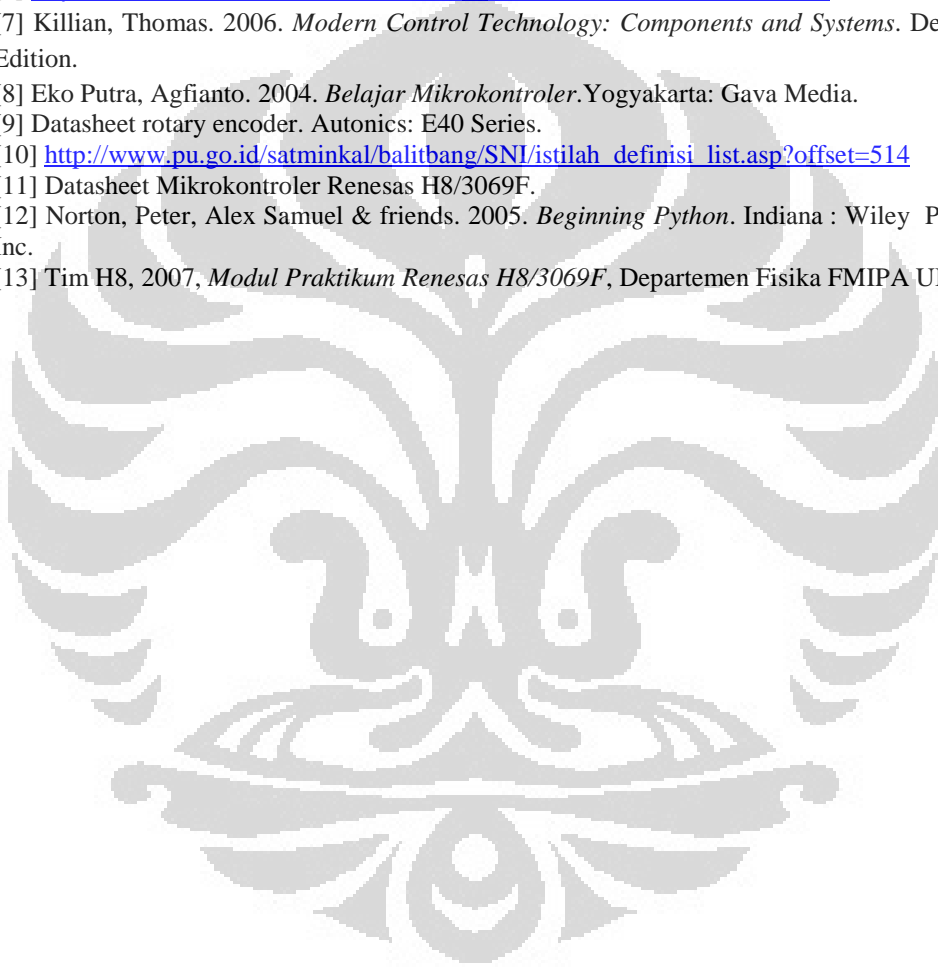 [7] Killian, Thomas. 2006. Modern Control Technology: Components and Systems. De
Edition.
[8] Eko Putra, Agfianto. 2004. Belajar Mikrokontroler.Yogyakarta: Gava Media.
[9] Datasheet rotary encoder. Autonics: E40 Series.
[10] http://www.pu.go.id/satminkal/balitbang/SNI/istilah_definisi_list.asp?offset=514
[11] Datasheet Mikrokontroler Renesas H8/3069F.
[12] Norton, Peter, Alex Samuel & friends. 2005. Beginning Python. Indiana : Wiley P
Inc.
[13] Tim H8, 2007, Modul Praktikum Renesas H8/3069F, Departemen Fisika FMIPA UI